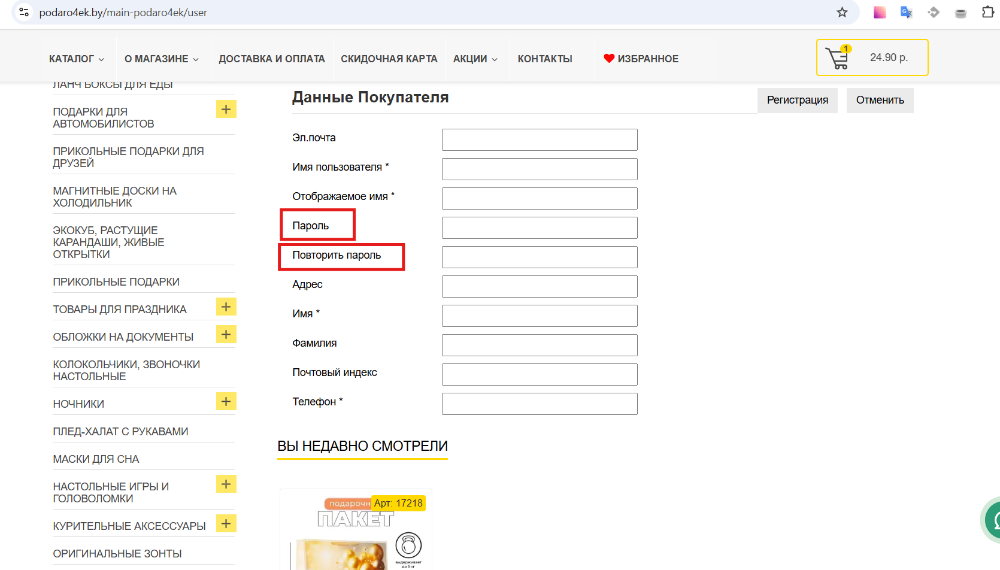 podaro4ek.by/main-podaro4ek/user
КАТАЛОГ
О МАГАЗИНЕ
ДОСТАВКА И ОПЛАТА
СКИДОЧНАЯ КАРТА
АКЦИИ
КОНТАКТЫ
ИЗБРАННОЕ
1
24.90 р.
ЛАНЧ БОКСЫ ДЛЯ ЕДЫ
ПОДАРКИ ДЛЯ
АВТОМОБИЛИСТОВ
ПРИКОЛЬНЫЕ ПОДАРКИ ДЛЯ
ДРУЗЕЙ
МАГНИТНЫЕ ДОСКИ НА
ХОЛОДИЛЬНИК
ЭКОКУБ, РАСТУЩИЕ
КАРАНДАШИ, ЖИВЫЕ
ОТКРЫТКИ
ПРИКОЛЬНЫЕ ПОДАРКИ
ТОВАРЫ ДЛЯ ПРАЗДНИКА
ОБЛОЖКИ НА ДОКУМЕНТЫ
КОЛОКОЛЬЧИКИ, ЗВОНОЧКИ
НАСТОЛЬНЫЕ
НОЧНИКИ
ПЛЕД-ХАЛАТ С РУКАВАМИ
МАСКИ ДЛЯ СНА
НАСТОЛЬНЫЕ ИГРЫ И
ГОЛОВОЛОМКИ
КУРИТЕЛЬНЫЕ АКСЕССУАРЫ
ОРИГИНАЛЬНЫЕ ЗОНТЫ
Данные Покупателя
Регистрация
Отменить
Эл.почта
Имя пользователя *
Отображаемое имя *
Пароль
Повторить пароль
Адрес
Имя *
Фамилия
Почтовый индекс
Телефон *
ВЫ НЕДАВНО СМОТРЕЛИ
подарочн
Арт: 17218
ПАКЕТ
выдерживает
до 5 кг